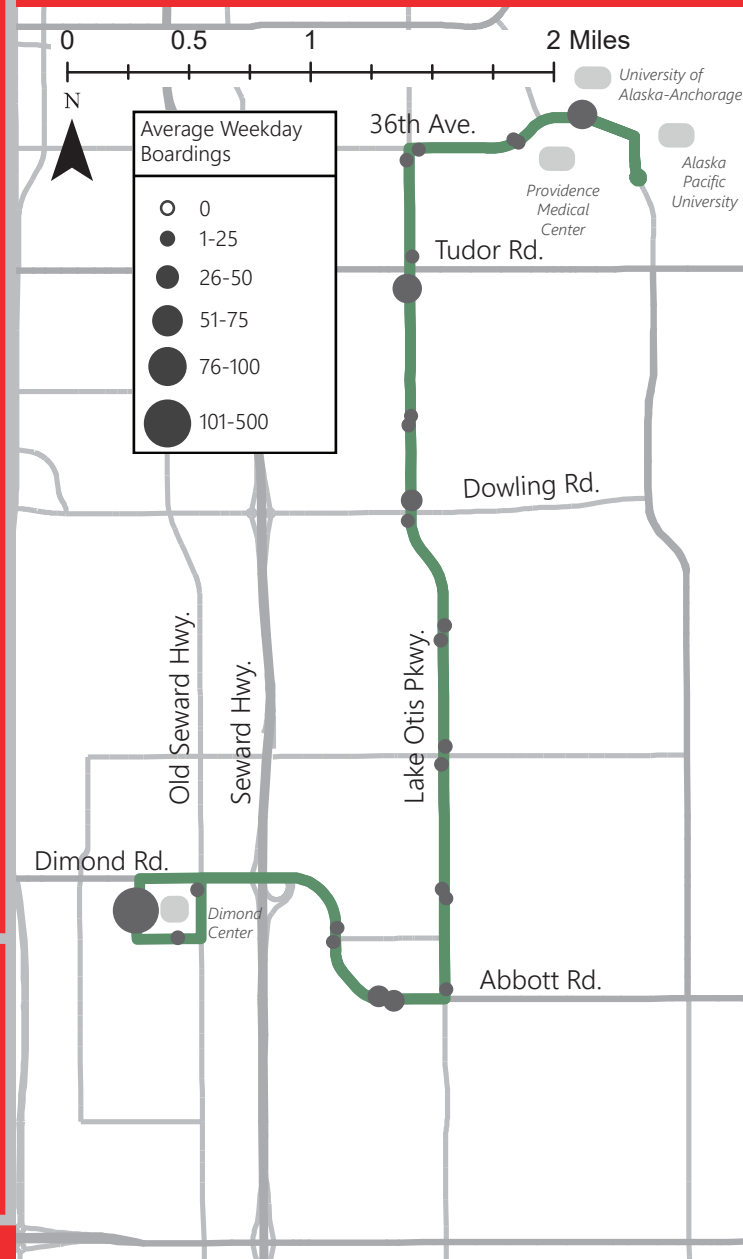 0 0.5 1 2 Miles
N
University of
Alaska-Anchorage
36th Ave.
Average Weekday
Boardings
0
1-25
26-50
51-75
76-100
101-500
Alaska
Pacific
University
Providence
Medical
Center
Tudor Rd.
Dowling Rd.
Old Seward Hwy.
Seward Hwy.
Lake Otis Pkwy.
Dimond Rd.
Dimond
Center
Abbott Rd.